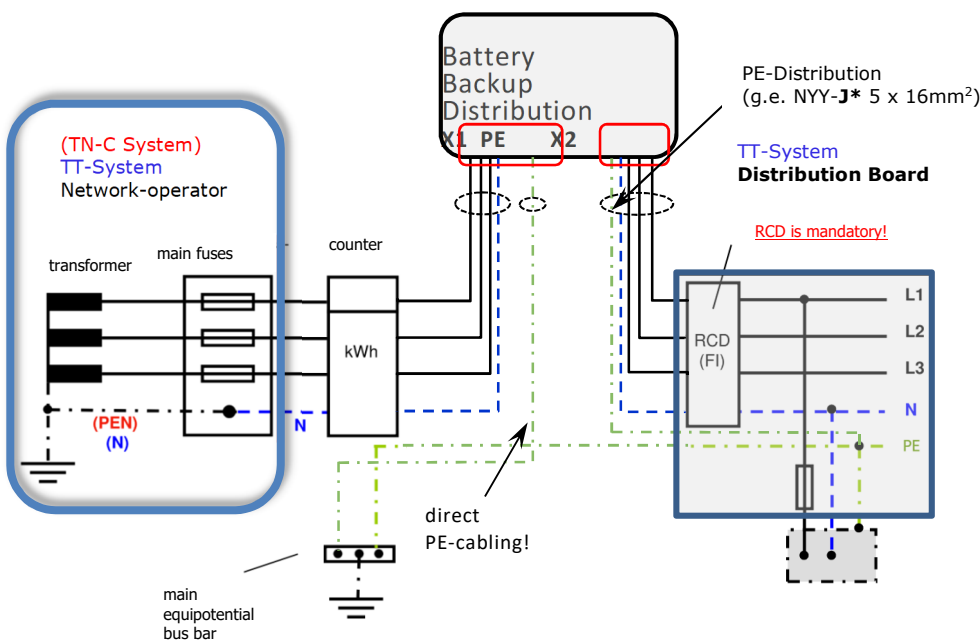 Battery
Backup
Distribution
X1 PE X2
PE-Distribution
(g.e. NYY-J* 5 x 16mm²)
(TN-C System)
TT-System
Network-operator
TT-System
Distribution Board
RCD is mandatory!
transformer
main fuses
counter
kWh
RCD
(FI)
L1
L2
L3
N
PE
(PEN)
(N)
N
direct
PE-cabling!
main
equipotential
bus bar